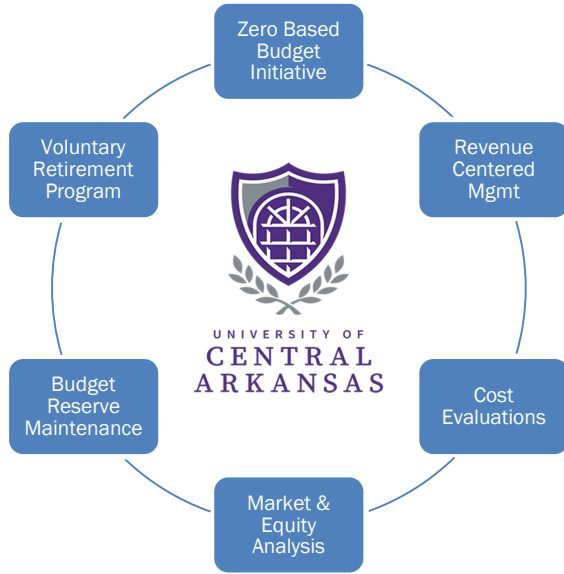 Zero Based
Budget
Initiative
Voluntary
Retirement
Program
Revenue
Centered
Mgmt
UNIVERSITY OF
CENTRAL
ARKANSAS
Budget
Reserve
Maintenance
Cost
Evaluations
Market &
Equity
Analysis